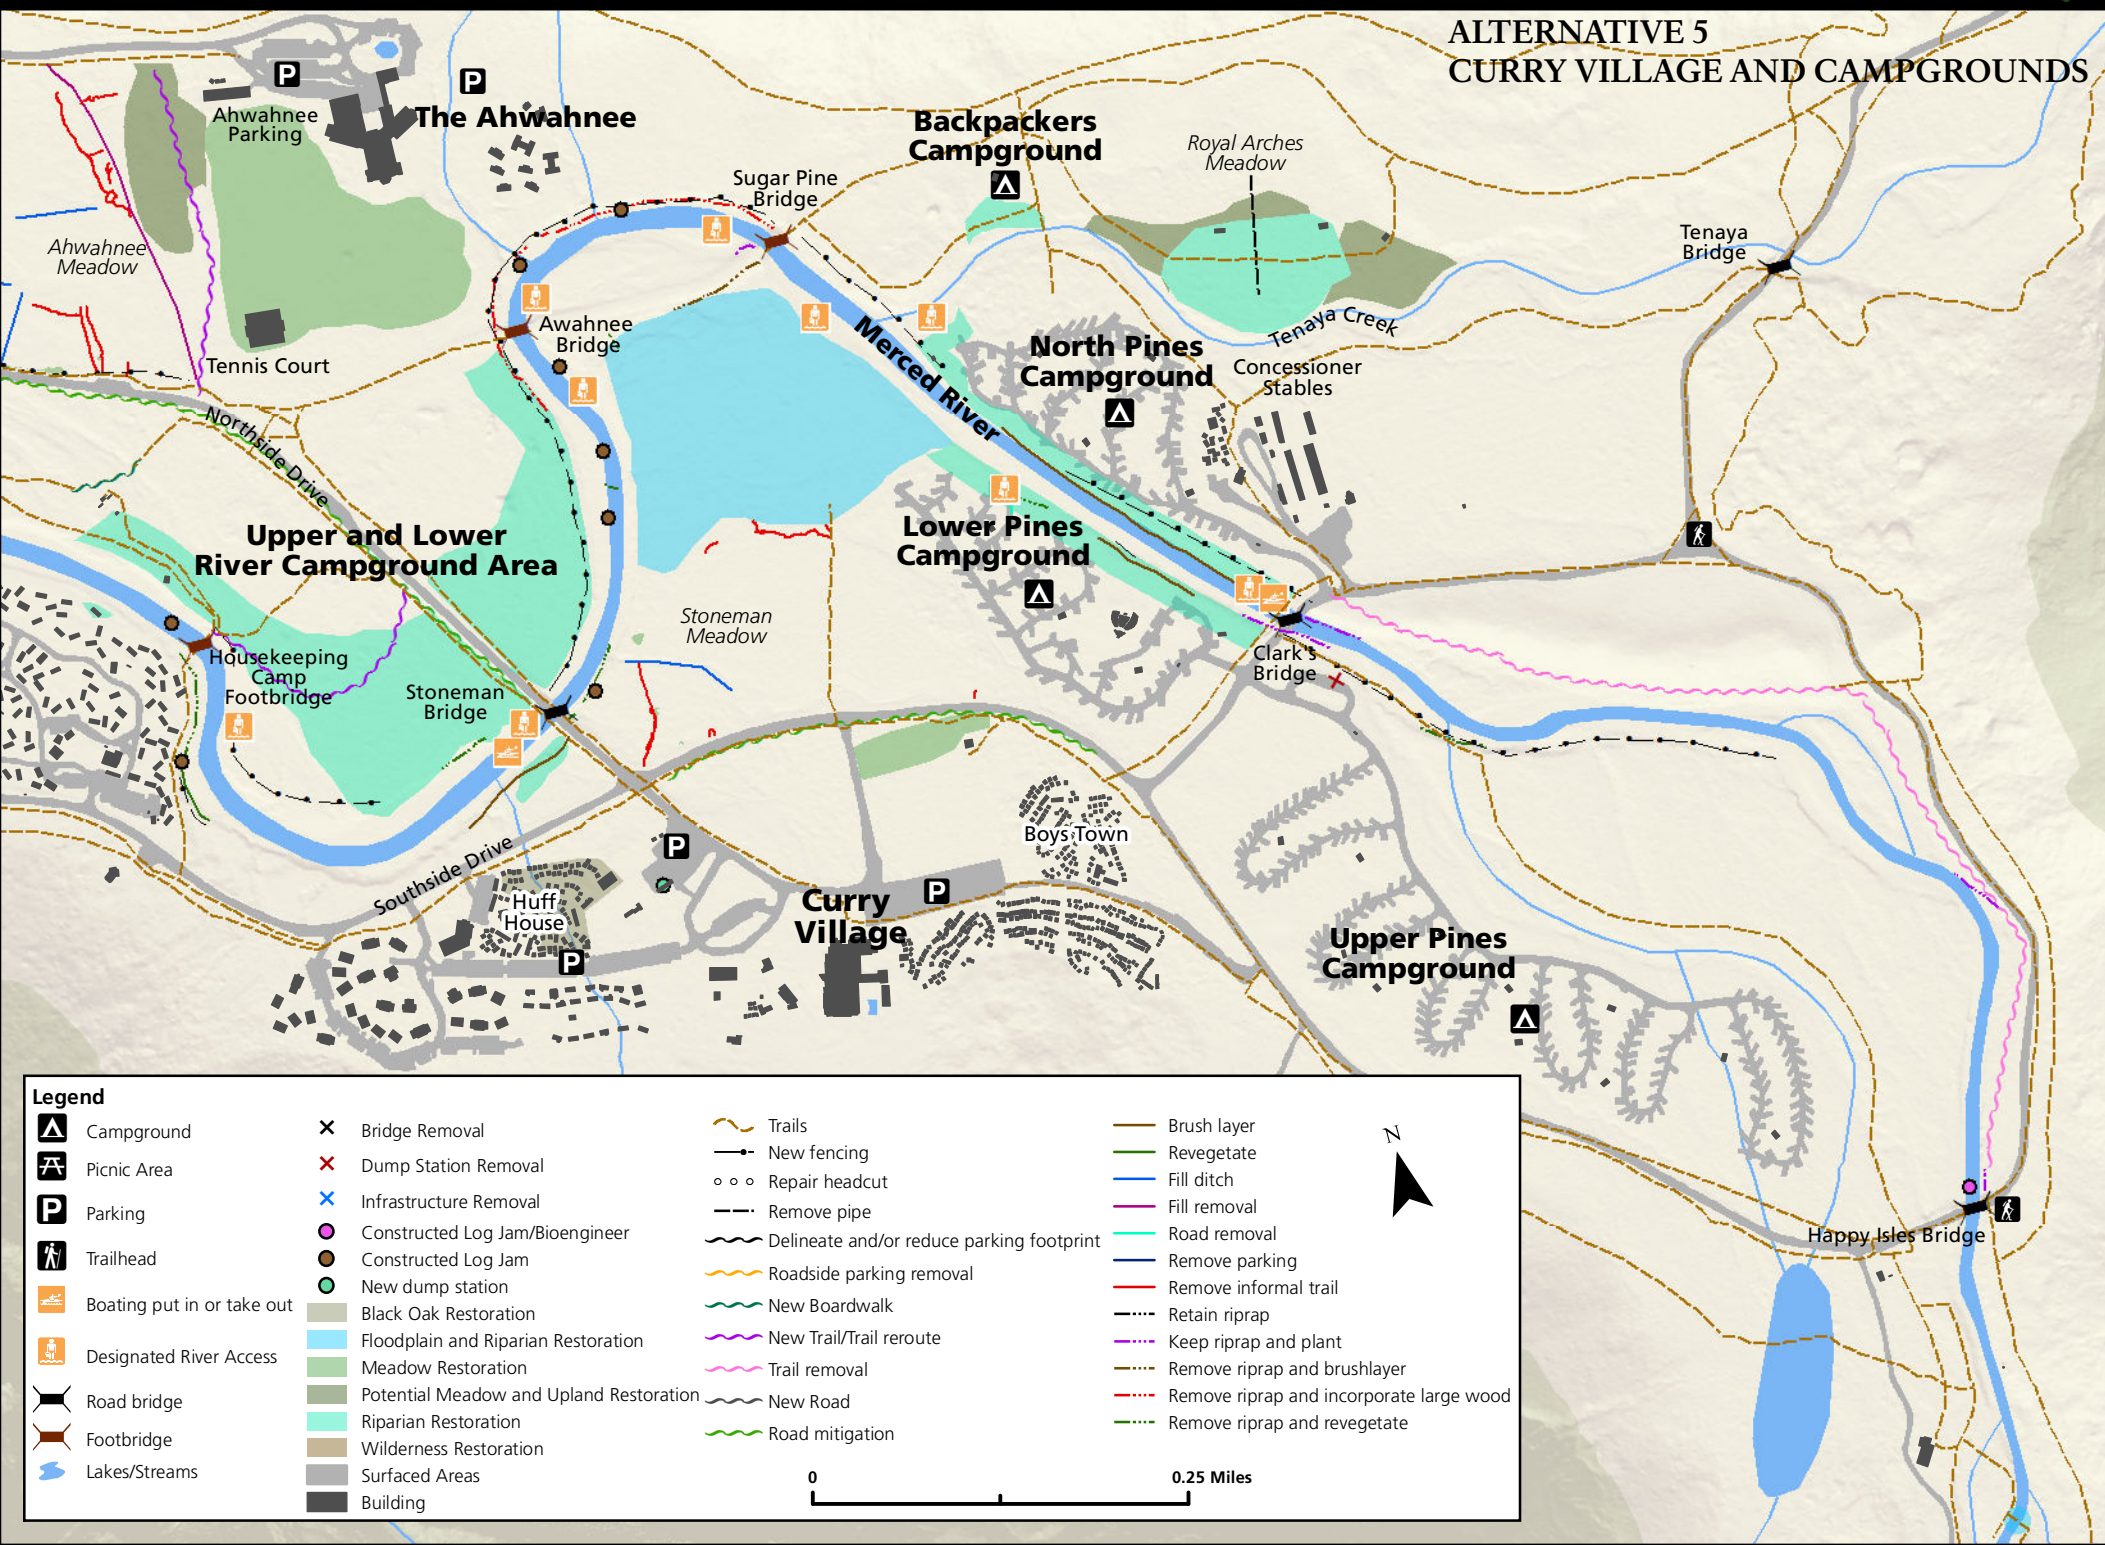 ALTERNATIVE 5
CURRY VILLAGE AND CAMPGROUNDS
P
P
Ahwahnee
Parking
The Ahwahnee
Backpackers
Campground
Royal Arches
Meadow
Sugar Pine
Bridge
Ahwahnee
Meadow
Tenaya
Bridge
Awahnee
Bridge
Tenaya Creek
Merced River
North Pines
Campground
Tennis Court
Concessioner
Stables
Northside Drive
Upper and Lower
River Campground Area
Lower Pines
Campground
Stoneman
Meadow
Housekeeping
Camp
Footbridge
Stoneman
Bridge
Clark's
Bridge
Southside Drive
P
Boys Town
P
Huff
House
Curry
Village
P
Upper Pines
Campground
Happy Isles Bridge
Legend
Campground
Picnic Area
P
Parking
Trailhead
Boating put in or take out
Designated River Access
Road bridge
Footbridge
Lakes/Streams
Bridge Removal
Dump Station Removal
Infrastructure Removal
Constructed Log Jam/Bioengineer
Constructed Log Jam
New dump station
Black Oak Restoration
Floodplain and Riparian Restoration
Meadow Restoration
Potential Meadow and Upland Restoration
Riparian Restoration
Wilderness Restoration
Surfaced Areas
Building
Trails
New fencing
Repair headcut
Remove pipe
Delineate and/or reduce parking footprint
Roadside parking removal
New Boardwalk
New Trail/Trail reroute
Trail removal
New Road
Road mitigation
Brush layer
Revegetate
Fill ditch
Fill removal
Road removal
Remove parking
Remove informal trail
Retain riprap
Keep riprap and plant
Remove riprap and brushlayer
Remove riprap and incorporate large wood
Remove riprap and revegetate
N
0
0.25 Miles